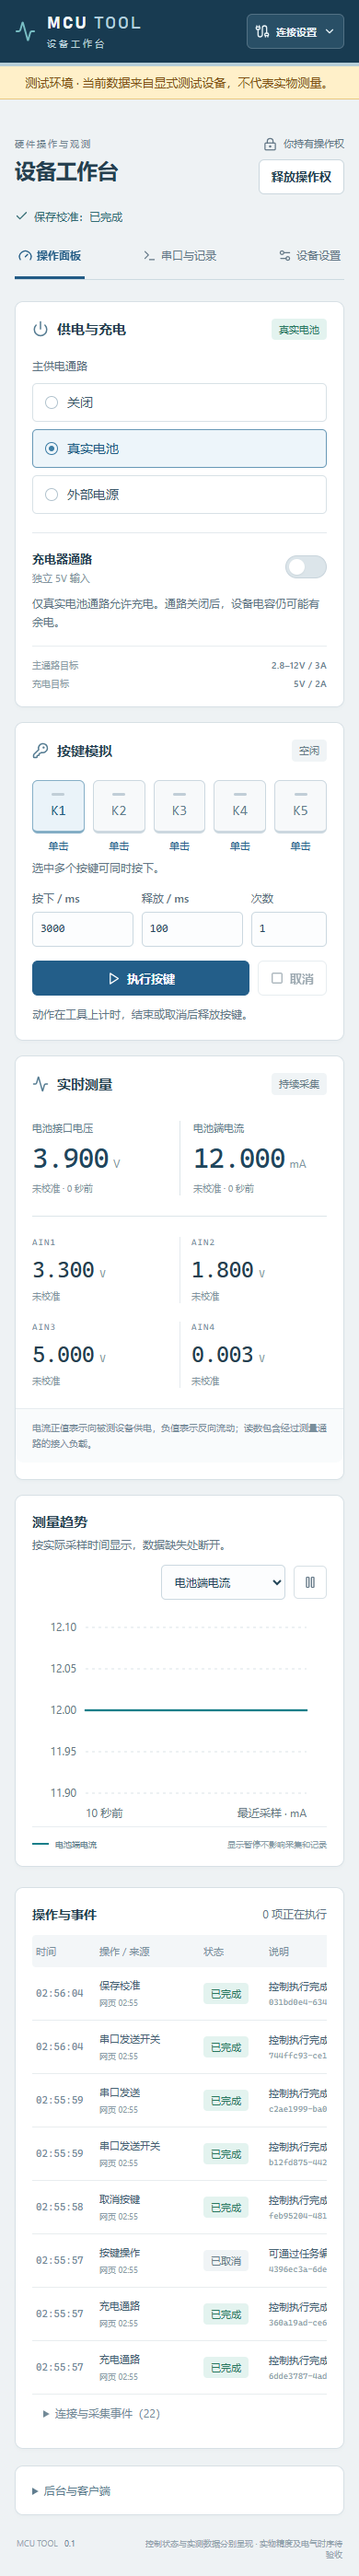 MCU TOOL
设备工作台
连接设置
测试环境 · 当前数据来自显式测试设备，不代表实物测量。
硬件操作与观测
你持有操作权
设备工作台
释放操作权
保存校准：已完成
操作面板
串口与记录
设备设置
供电与充电
真实电池
主供电通路
关闭
真实电池
外部电源
充电器通路
独立 5V 输入
仅真实电池通路允许充电。通路关闭后，设备电容仍可能有
余电。
主通路目标 2.8–12V / 3A
充电目标 5V / 2A
按键模拟
空闲
K1 K2 K3 K4 K5
单击 单击 单击 单击 单击
选中多个按键可同时按下。
按下 / ms 释放 / ms 次数
3000 100 1
执行按键
取消
动作在工具上计时，结束或取消后释放按键。
实时测量
持续采集
电池接口电压 电池端电流
3.900 V 12.000 mA
未校准 · 0 秒前 未校准 · 0 秒前
AIN1 AIN2
3.300 V 1.800 V
未校准 未校准
AIN3 AIN4
5.000 V 0.003 V
未校准 未校准
电流正值表示向被测设备供电，负值表示反向流动；读数包含经过测量通
路的接入负载。
测量趋势
按实际采样时间显示，数据缺失处断开。
电池端电流
12.10
12.05
12.00
11.95
11.90
10 秒前 最近采样 · mA
电池端电流 显示暂停不影响采集和记录
操作与事件 0 项正在执行
时间 操作 / 来源 状态 说明
02:56:04 保存校准 已完成 控制执行完成
网页 02:55 031bd0e4-634
02:56:04 串口发送开关 已完成 控制执行完成
网页 02:55 744ffc93-ce1
02:55:59 串口发送 已完成 控制执行完成
网页 02:55 c2ae1999-ba0
02:55:59 串口发送开关 已完成 控制执行完成
网页 02:55 b12fd875-442
02:55:58 取消按键 已完成 控制执行完成
网页 02:55 feb95204-481
02:55:57 按键操作 已取消 可通过任务编
网页 02:55 4396ec3a-6de
02:55:57 充电通路 已完成 控制执行完成
网页 02:55 360a19ad-ce6
02:55:57 充电通路 已完成 控制执行完成
网页 02:55 6dde3787-4ad
连接与采集事件（22）
后台与客户端
MCU TOOL 0.1
控制状态与实测数据分别呈现 · 实物精度及电气时序待
验收